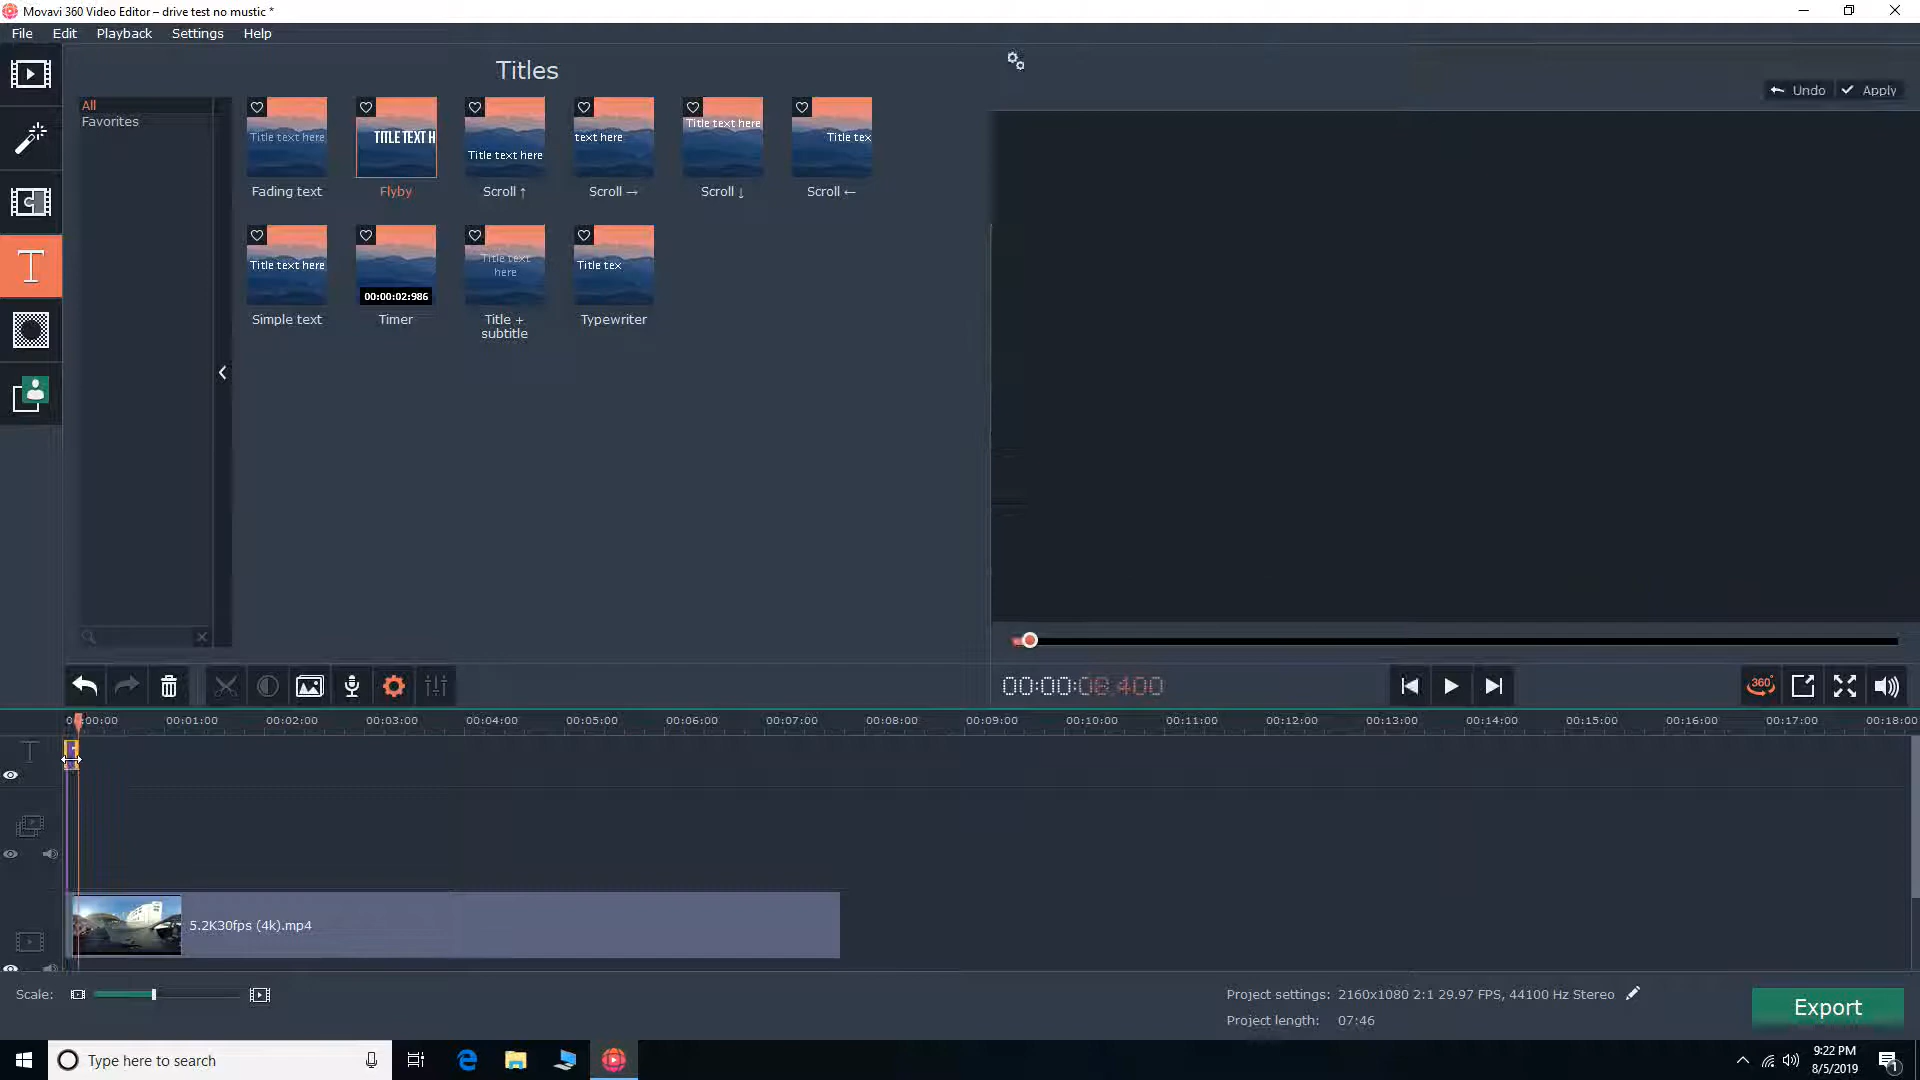 Movavi 360 Video Editor – drive test no mustic *
File Edit Playback Settings Help
Titles
Undo Apply
All
Favorites
Title text here
TITLE TEXT H
Title text here
text here
Title text here
Title tex
Fading text
Flyby
Scroll ↑
Scroll →
Scroll ↓
Scroll ←
Title text here
00:00:02:986
Title text
here
Title tex
Simple text
Timer
Title +
subtitle
Typewriter
360°
00:00:00 00:01:00 00:02:00 00:03:00 00:04:00 00:05:00 00:06:00 00:07:00 00:08:00 00:09:00 00:10:00 00:11:00 00:12:00 00:13:00 00:14:00 00:15:00 00:16:00 00:17:00 00:18:00
5.2K30fps (4k).mp4
Scale:
Project settings: 2160x1080 2:1 29.97 FPS, 44100 Hz Stereo
Project length: 07:46
Export
Type here to search
9:22 PM
8/5/2019
1